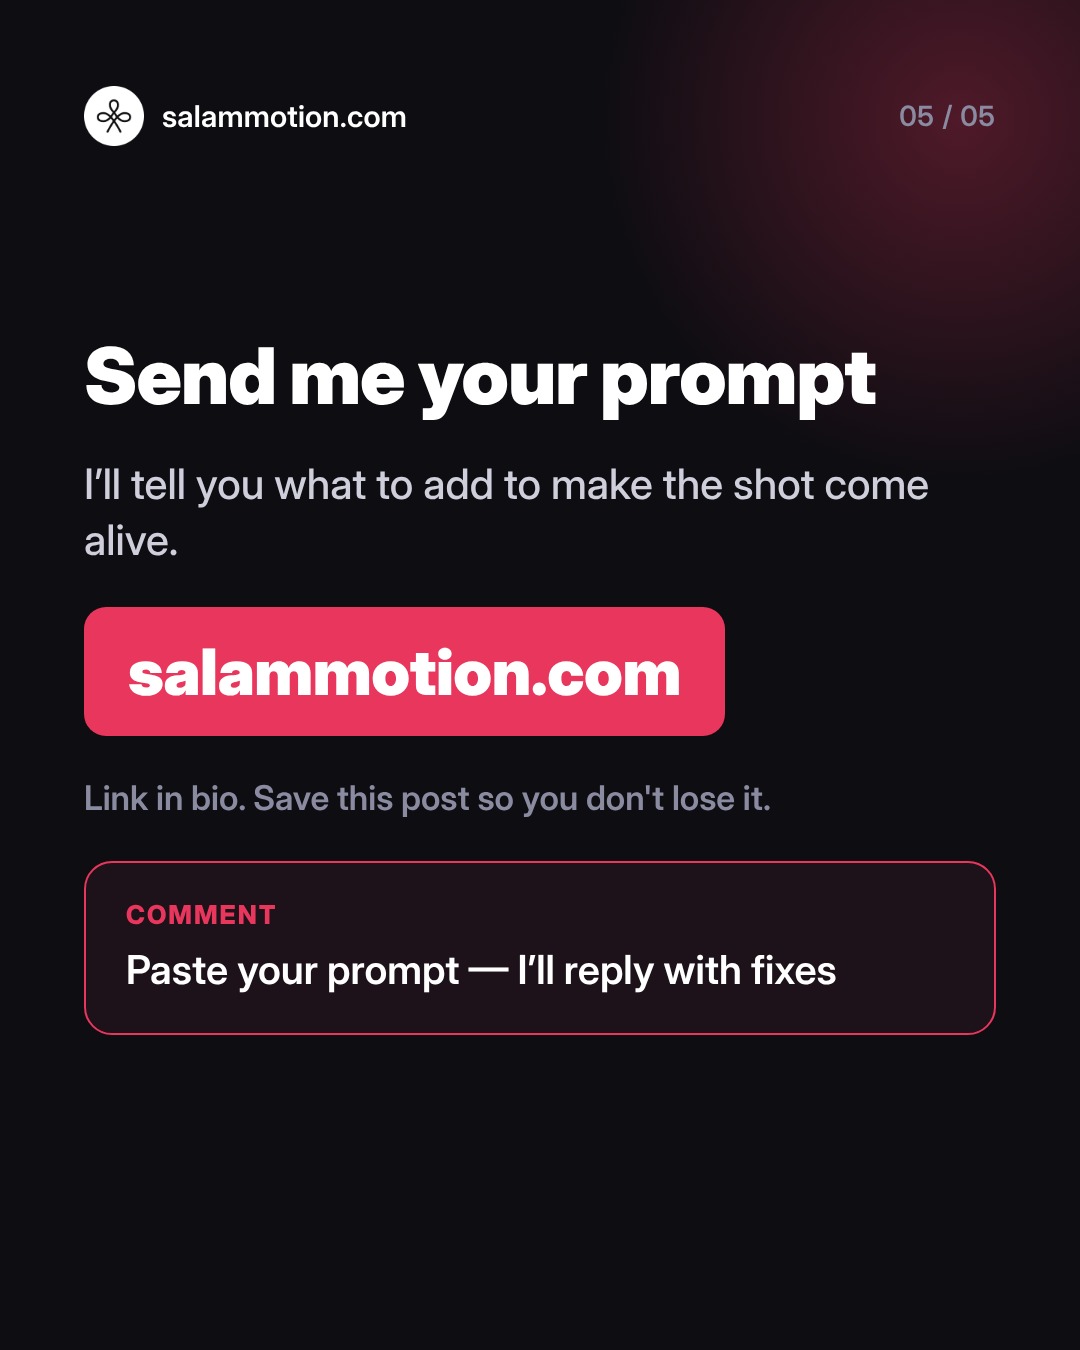 salammotion.com
05 / 05
Send me your prompt
I’ll tell you what to add to make the shot come
alive.
salammotion.com
Link in bio. Save this post so you don't lose it.
COMMENT
Paste your prompt — I’ll reply with fixes